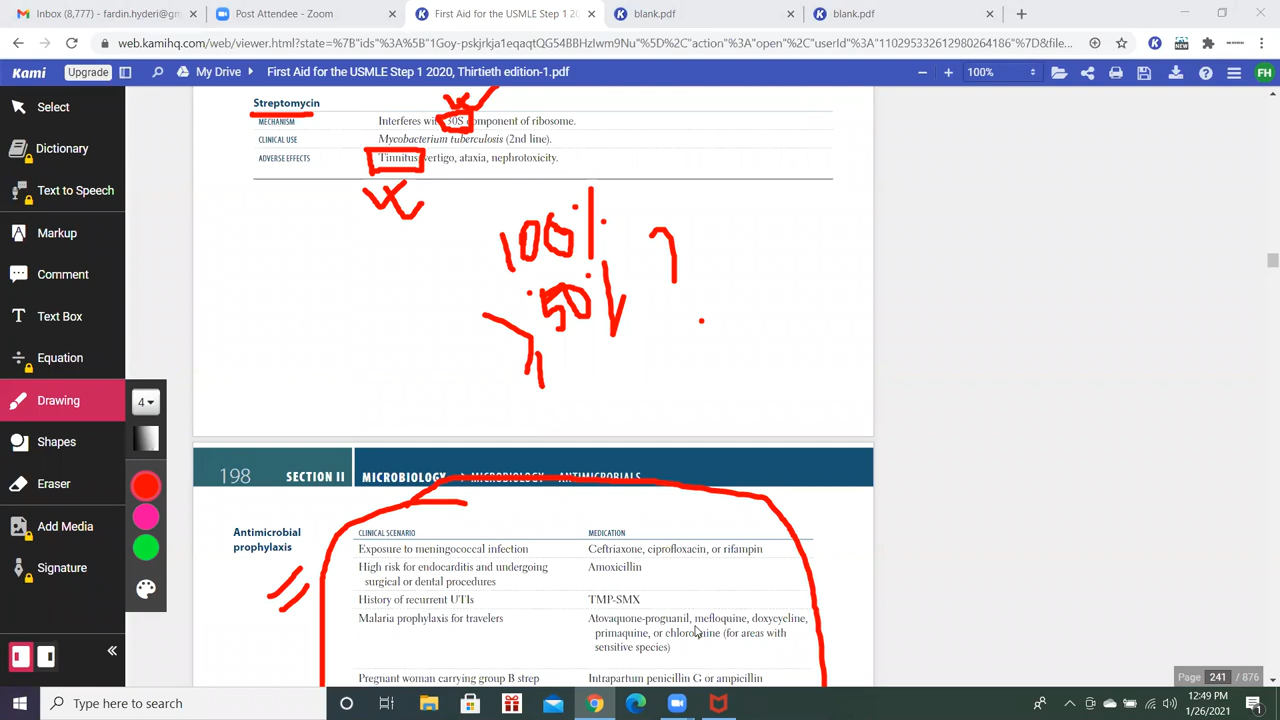 Inbox (8,777) - fardin.hyderi@gm
Post Attendee - Zoom
First Aid for the USMLE Step 1 20
blank.pdf
blank.pdf
web.kamihq.com/web/viewer.html?state=%7B"ids"%3A%5B"1Goy-pskirkja1eqaqtQG54BBHzlwm9Nu"%5D%2C"action"%3A"open"%2C"userId"%3A"110295332612980264186"%7D&file...
Kami Upgrade My Drive First Aid for the USMLE Step 1 2020, Thirtieth edition-1.pdf 100% FH
Select
Dictionary
Text to Speech
Markup
Comment
Text Box
Equation
Drawing
4
Shapes
Eraser
Add Media
Signature
Streptomycin
MECHANISM Interferes with 30S component of ribosome.
CLINICAL USE Mycobacterium tuberculosis (2nd line).
ADVERSE EFFECTS Tinnitus, vertigo, ataxia, nephrotoxicity.
100%
50
198 SECTION II MICROBIOLOGY MICROBIOLOGY—ANTIMICROBIALS
Antimicrobial prophylaxis
CLINICAL SCENARIO MEDICATION
Exposure to meningococcal infection Ceftriaxone, ciprofloxacin, or rifampin
High risk for endocarditis and undergoing Amoxicillin
surgical or dental procedures
History of recurrent UTIs TMP-SMX
Malaria prophylaxis for travelers Atovaquone-proguanil, mefloquine, doxycycline,
primaquine, or chloroquine (for areas with
sensitive species)
Pregnant woman carrying group B strep Intrapartum penicillin G or ampicillin
Page 241 / 876
Type here to search
12:49 PM
1/26/2021